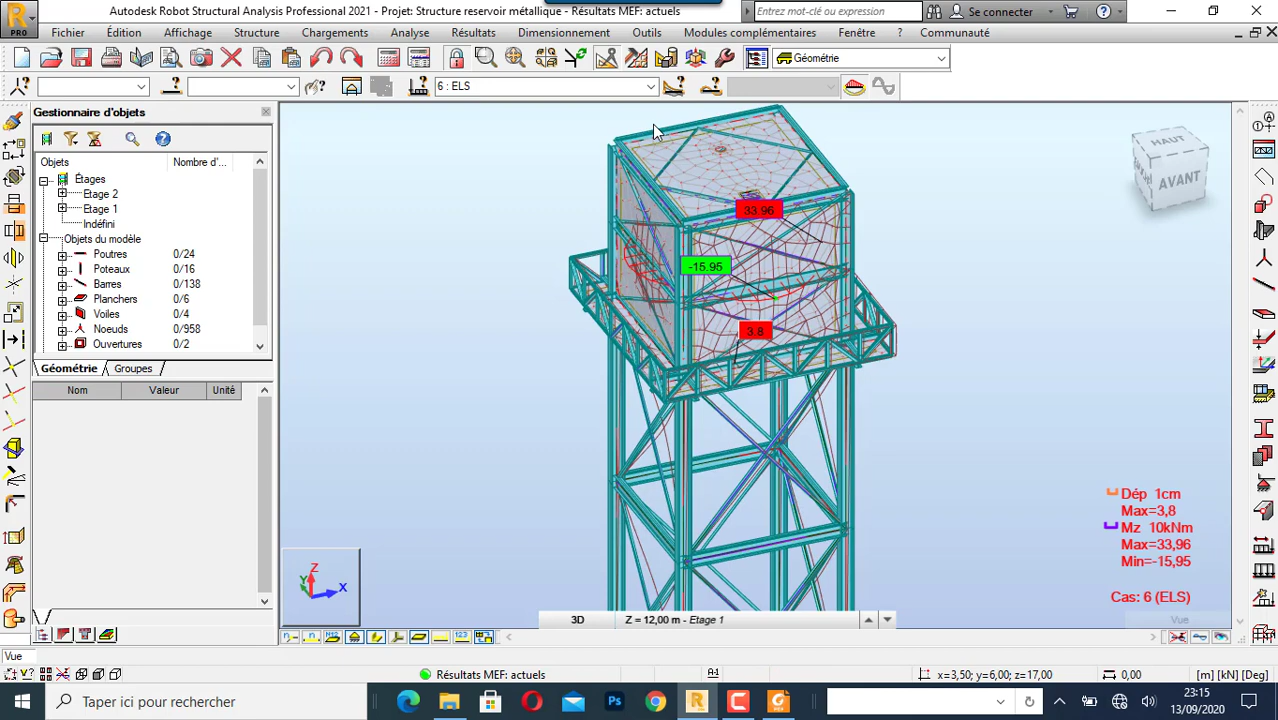 Autodesk Robot Structural Analysis Professional 2021 - Projet: Structure reservoir métallique - Résultats MEF: actuels
Entrez mot-clé ou expression
Se connecter
PRO
Fichier Édition Affichage Structure Chargements Analyse Résultats Dimensionnement Outils Modules complémentaires Fenêtre ? Communauté
Géométrie
6 : ELS
Gestionnaire d'objets
Objets Nombre d'...
Étages
Etage 2
Etage 1
Indéfini
Objets du modèle
Poutres 0/24
Poteaux 0/16
Barres 0/138
Planchers 0/6
Voiles 0/4
Noeuds 0/958
Ouvertures 0/2
Géométrie Groupes
Nom Valeur Unité
HAUT
AVANT
33.96
-15.95
3.8
Dép 1cm
Max=3,8
Mz 10kNm
Max=33,96
Min=-15,95
Cas: 6 (ELS)
Z
Y
X
3D Z = 12,00 m - Etage 1
Vue
Vue
Résultats MEF: actuels
x=3,50; y=6,00; z=17,00
0,00
[m] [kN] [Deg]
Taper ici pour rechercher
23:15
13/09/2020